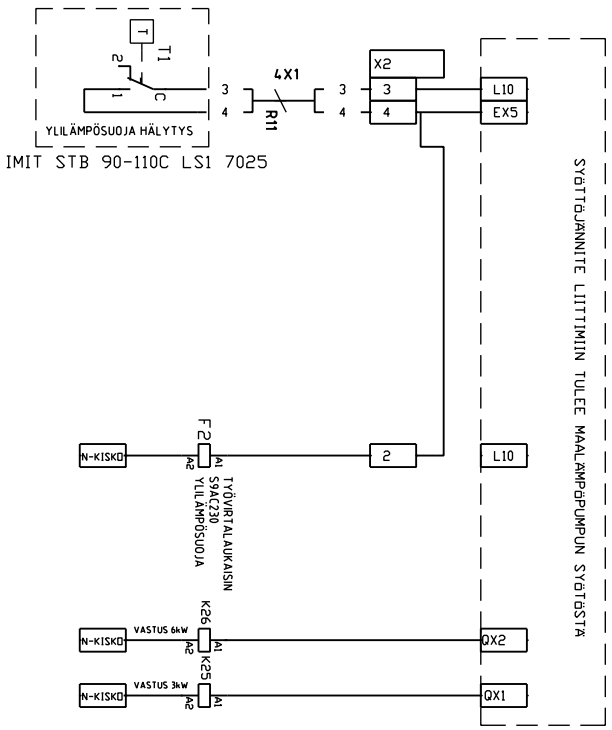 T
T1
2
1
C
YLILÄMPÖSUOJA HÄLYTYS
IMIT STB 90-110C LS1 7025
3
4
4X1
R11
3
4
X2
3
4
L10
EX5
SYÖTTÖJÄNNITE LIITTIMIIN TULEE MAALÄMPÖPUMPUN SYÖTÖSTÄ
N-KISKO
A2
F2
A1
TYÖVIRTALAUKAISIN
S9AC230
YLILÄMPÖSUOJA
2
L10
N-KISKO
VASTUS 6kW
A2
K26
A1
QX2
N-KISKO
VASTUS 3kW
A2
K25
A1
QX1